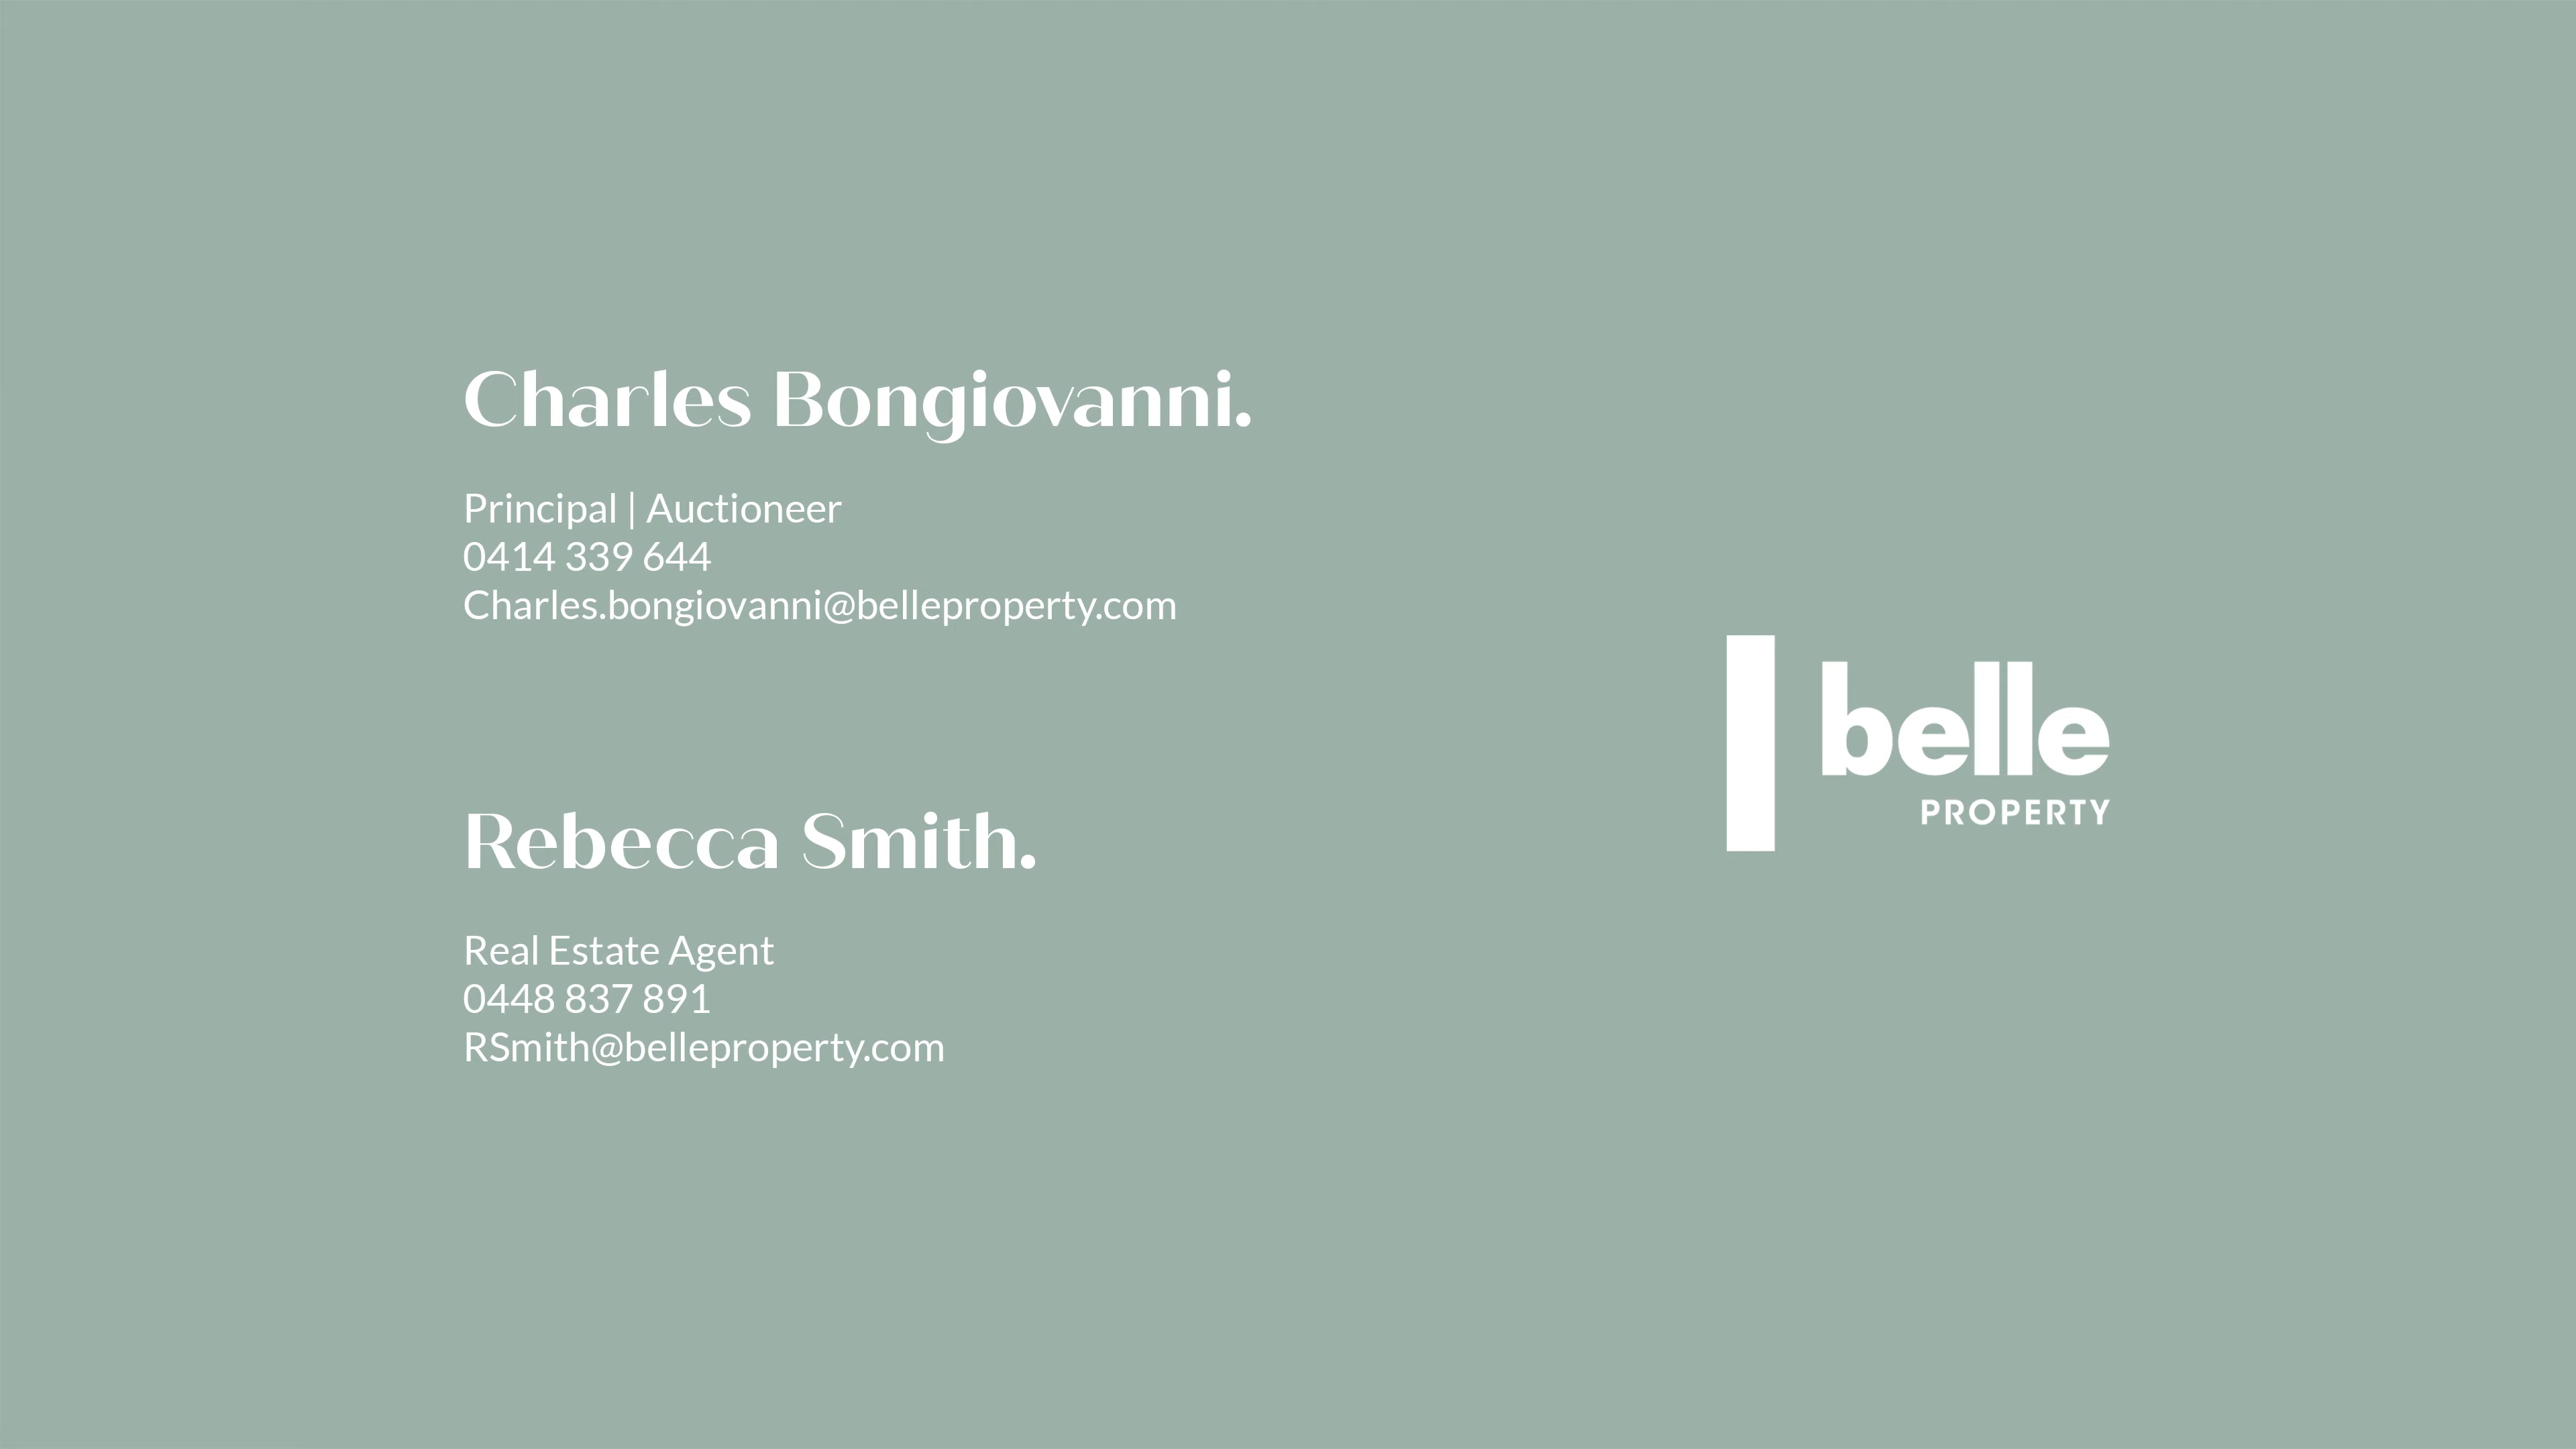 Charles Bongiovanni.
Principal | Auctioneer
0414 339 644
Charles.bongiovanni@belleproperty.com
Rebecca Smith.
Real Estate Agent
0448 837 891
RSmith@belleproperty.com
belle
PROPERTY